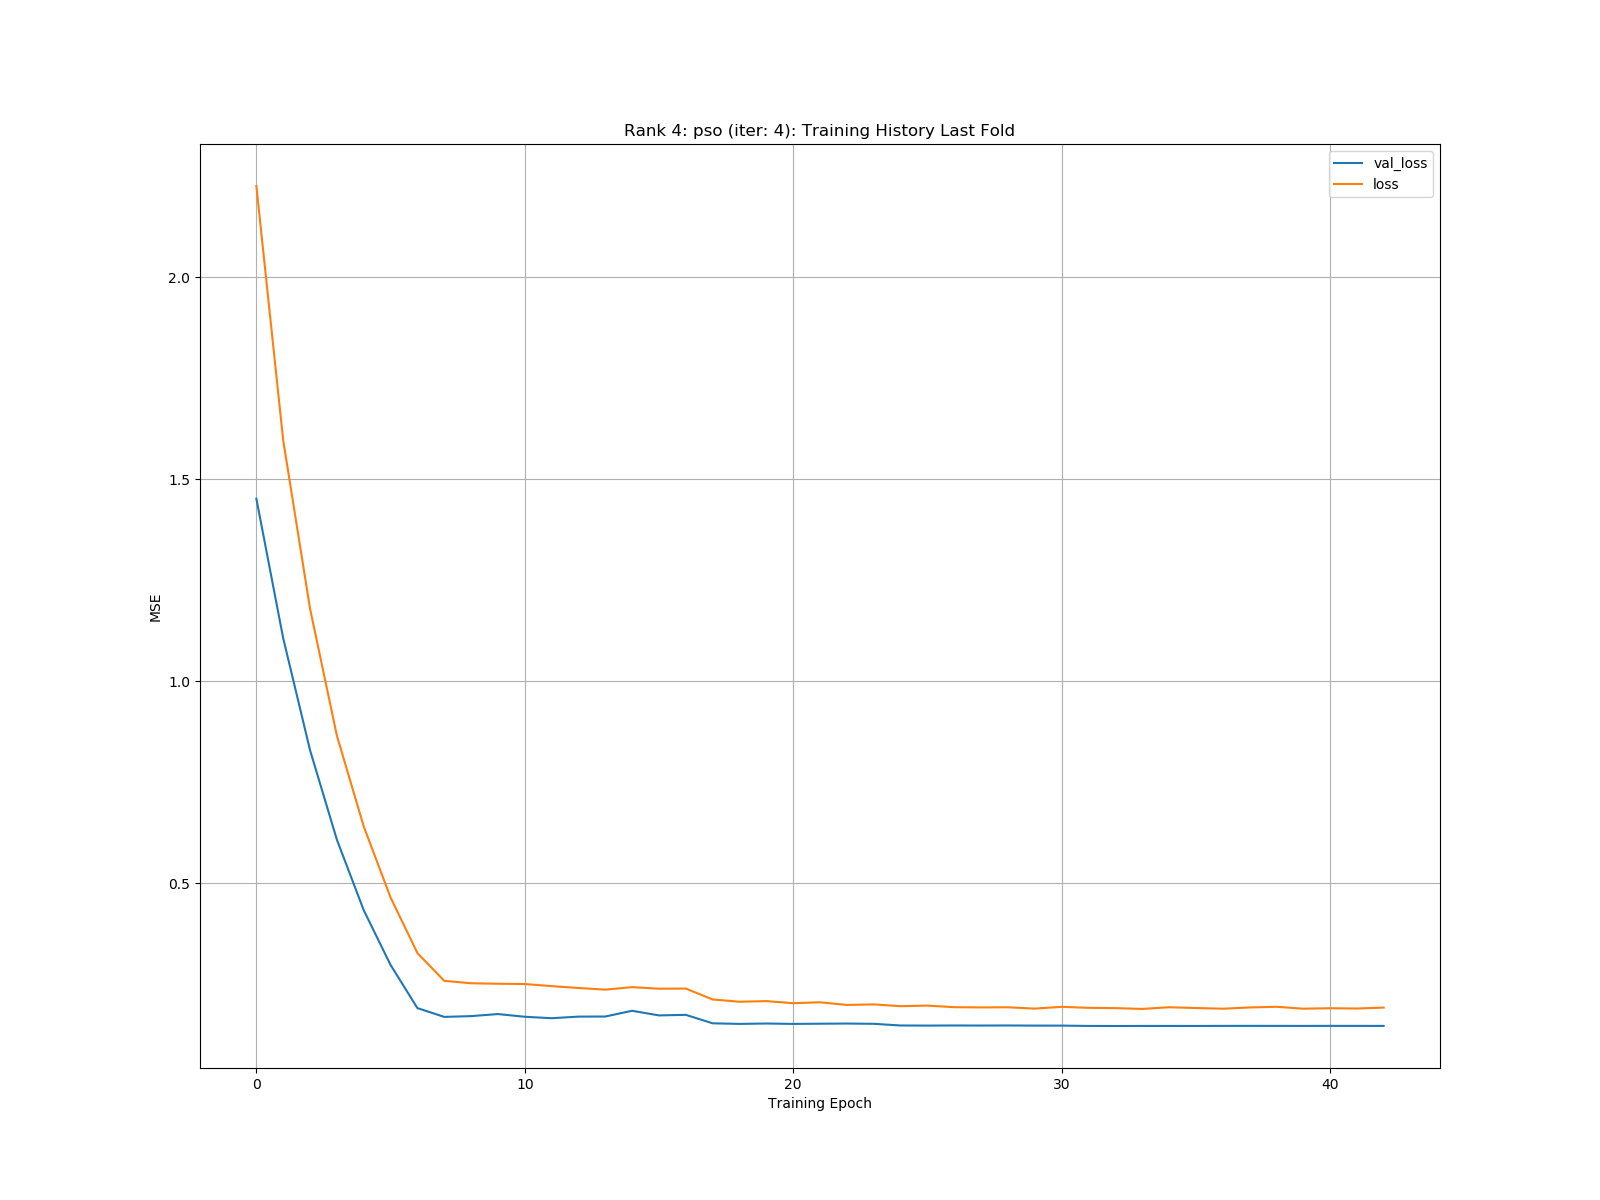 Rank 4: pso (iter: 4): Training History Last Fold
val_loss
loss
2.0
1.5
1.0
0.5
MSE
0 10 20 30 40
Training Epoch